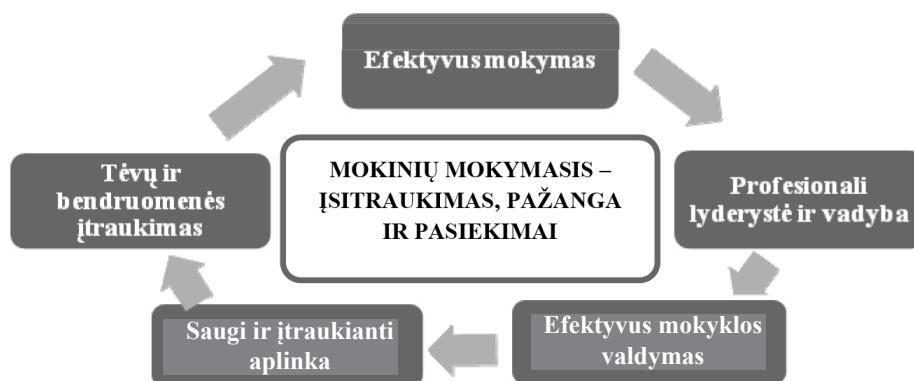 Efektyvus mokymas
Tėvų ir
bendruomenės
įtraukimas
MOKINIŲ MOKYMASIS –
ĮSITRAUKIMAS, PAŽANGA
IR PASIEKIMAI
Profesionali
lyderystė ir vadyba
Saugi ir įtraukianti
aplinka
Efektyvus mokyklos
valdymas